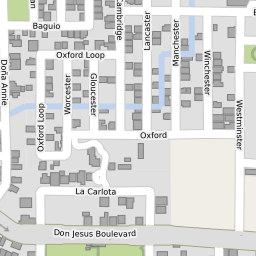 Baguio
Cambridge
Lancaster
Manchester
Winchester
Oxford Loop
Doña Annie
Worcester
Gloucester
Westminster
Oxford Loop
Oxford
La Carlota
Don Jesus Boulevard